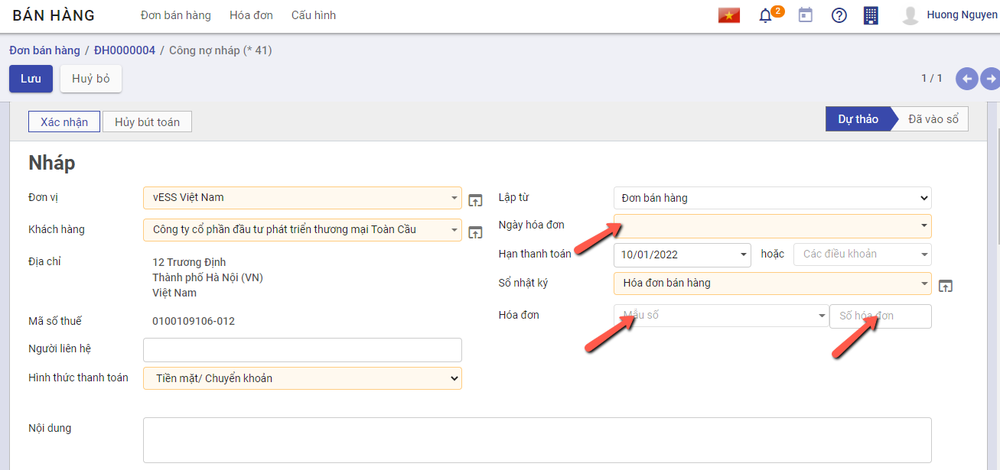 BÁN HÀNG Đơn bán hàng Hóa đơn Cấu hình 2 Huong Nguyen
Đơn bán hàng / ĐH0000004 / Công nợ nháp (* 41)
Lưu Huỷ bỏ 1 / 1
Xác nhận Hủy bút toán Dự thảo Đã vào sổ
Nháp
Đơn vị vESS Việt Nam Lập từ Đơn bán hàng
Khách hàng Công ty cổ phần đầu tư phát triển thương mại Toàn Cầu Ngày hóa đơn
Địa chỉ 12 Trương Định Hạn thanh toán 10/01/2022 hoặc Các điều khoản
Thành phố Hà Nội (VN)
Việt Nam Sổ nhật ký Hóa đơn bán hàng
Mã số thuế 0100109106-012 Hóa đơn Mẫu số Số hóa đơn
Người liên hệ
Hình thức thanh toán Tiền mặt/ Chuyển khoản
Nội dung